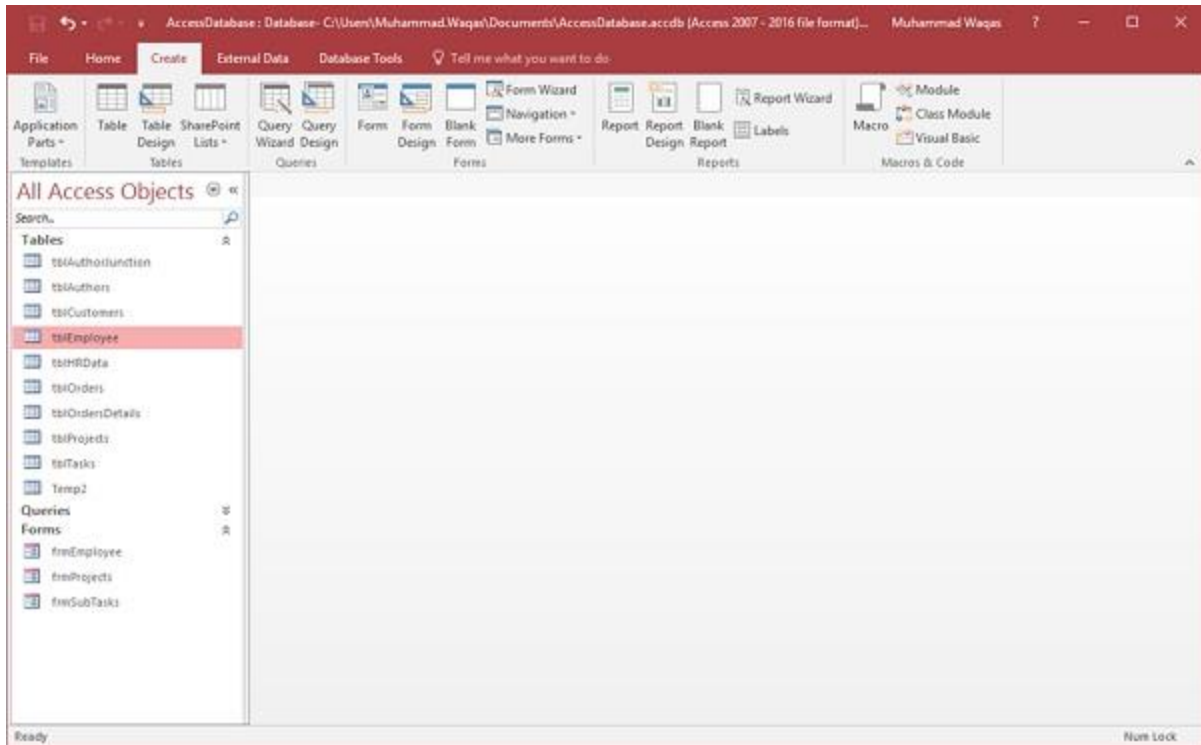 AccessDatabase : Database- C:\Users\Muhammad.Waqas\Documents\AccessDatabase.accdb (Access 2007 - 2016 file format)... Muhammad Waqas ?
File Home Create External Data Database Tools Tell me what you want to do
Application Parts Table Table Design SharePoint Lists Query Wizard Query Design Form Form Design Blank Form Form Wizard Navigation More Forms Report Report Design Blank Report Report Wizard Labels Macro Module Class Module Visual Basic
Templates Tables Queries Forms Reports Macros & Code
All Access Objects «
Search..
Tables
tblAuthorJunction
tblAuthors
tblCustomers
tblEmployee
tblHRData
tblOrders
tblOrdersDetails
tblProjects
tblTasks
Temp2
Queries
Forms
frmEmployee
frmProjects
frmSubTasks
Ready Num Lock